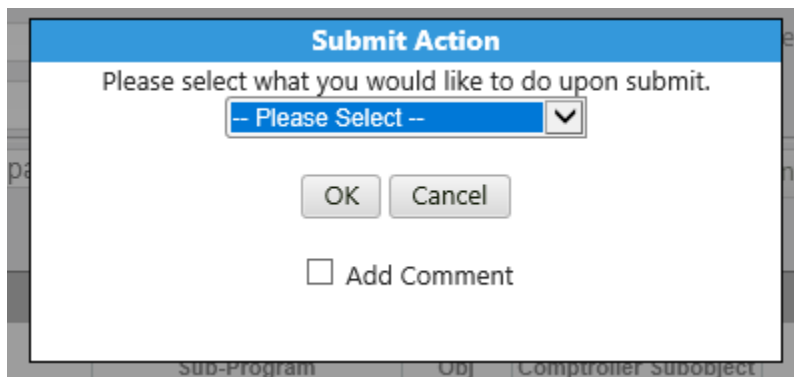 Submit Action
Please select what you would like to do upon submit.
-- Please Select --
OK Cancel
Add Comment
Sub-Program Obj Comptroller Subobject